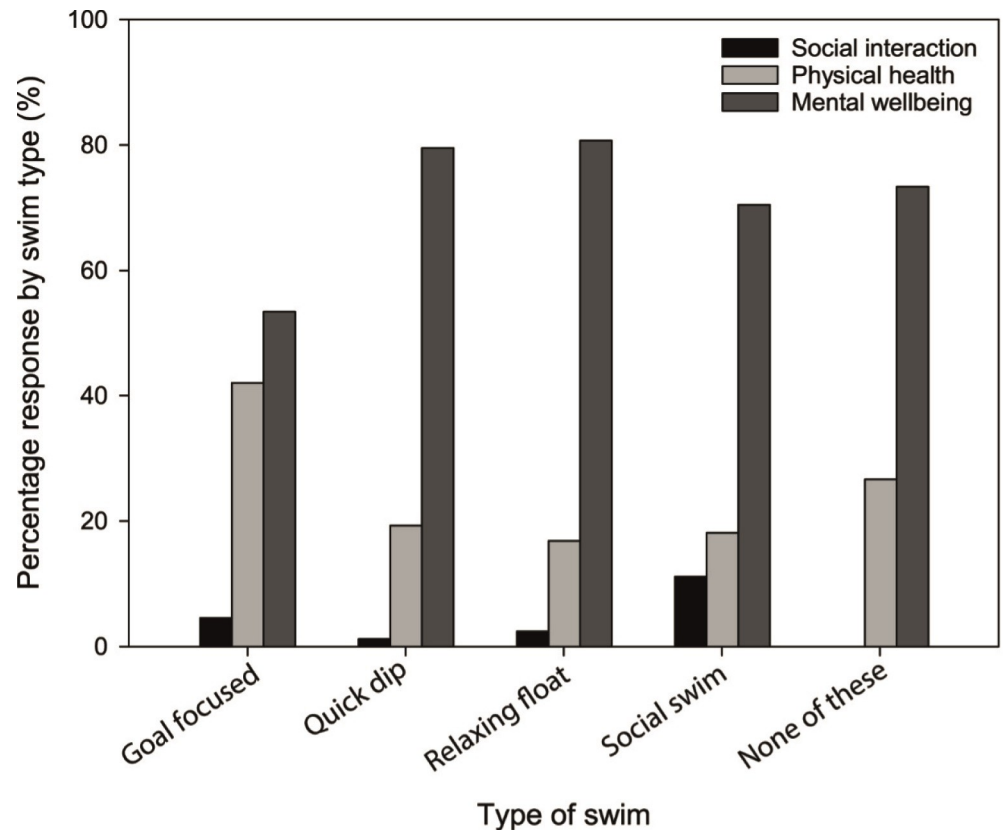 Percentage response by swim type (%)
100
80
60
40
20
0
Social interaction
Physical health
Mental wellbeing
Goal focused
Quick dip
Relaxing float
Social swim
None of these
Type of swim